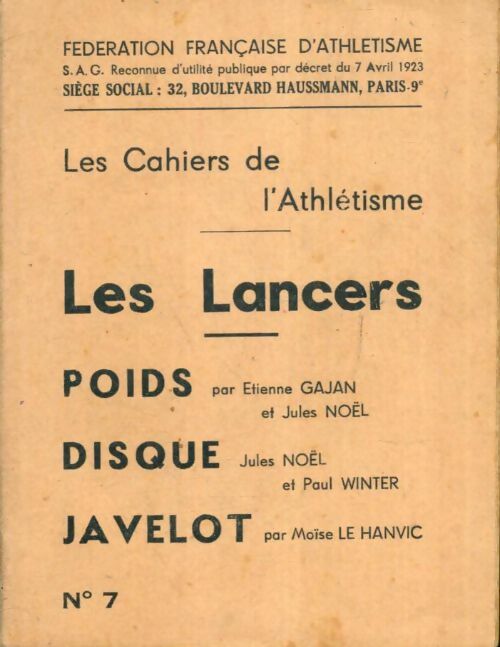 FEDERATION FRANÇAISE D'ATHLETISME
S. A. G. Reconnue d'utilité publique par décret du 7 Avril 1923
SIÈGE SOCIAL : 32, BOULEVARD HAUSSMANN, PARIS-9e
Les Cahiers de
l'Athlétisme
Les Lancers
POIDS par Etienne GAJAN
et Jules NOËL
DISQUE Jules NOËL
et Paul WINTER
JAVELOT par Moïse LE HANVIC
N° 7